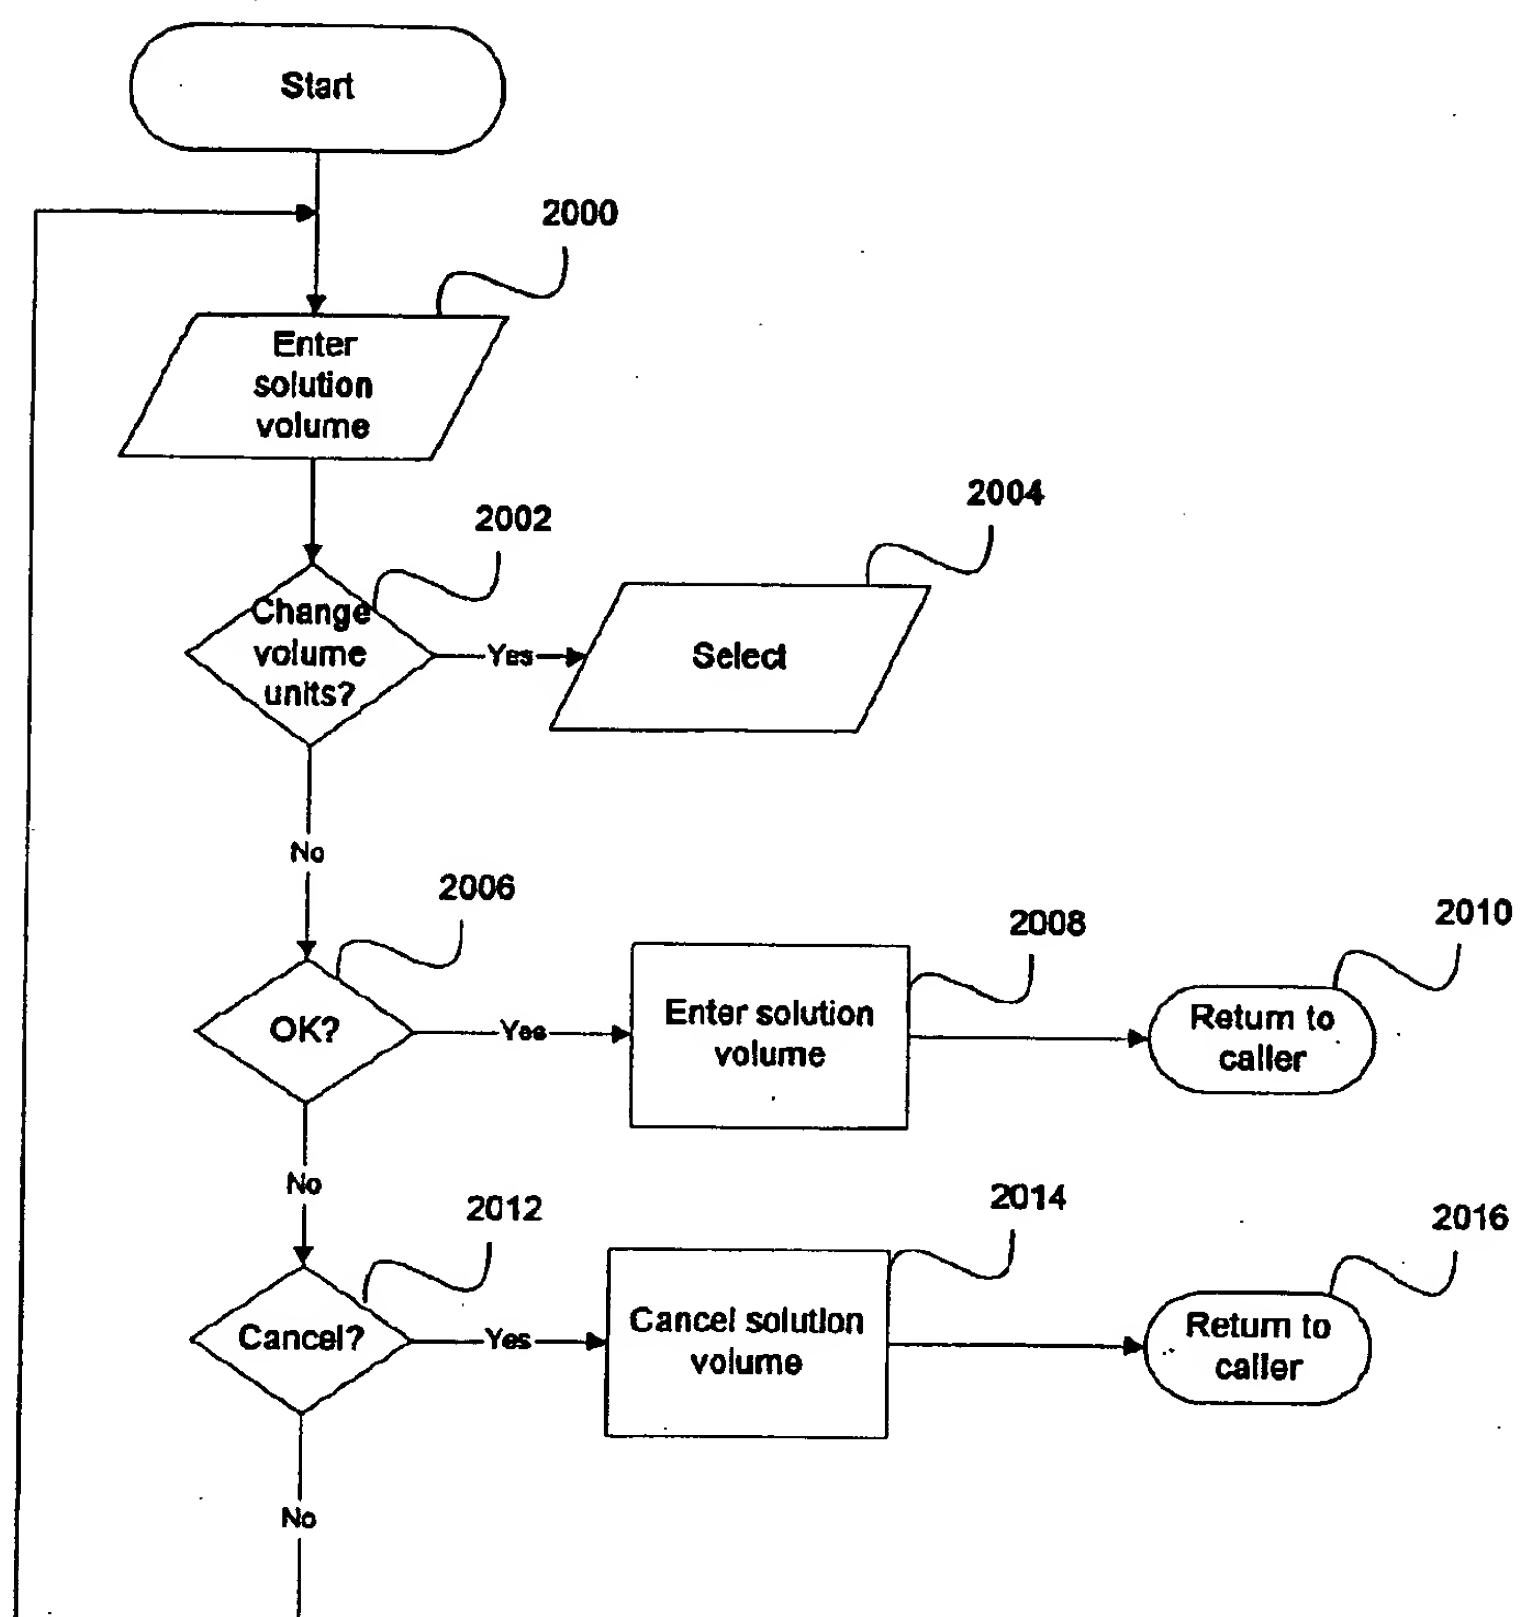 Start
2000
Enter
solution
volume
2002
2004
Change
volume
units?
Yes
Select
No
2006
2008
2010
OK?
Yes
Enter solution
volume
Return to
caller
No
2012
2014
2016
Cancel?
Yes
Cancel solution
volume
Return to
caller
No